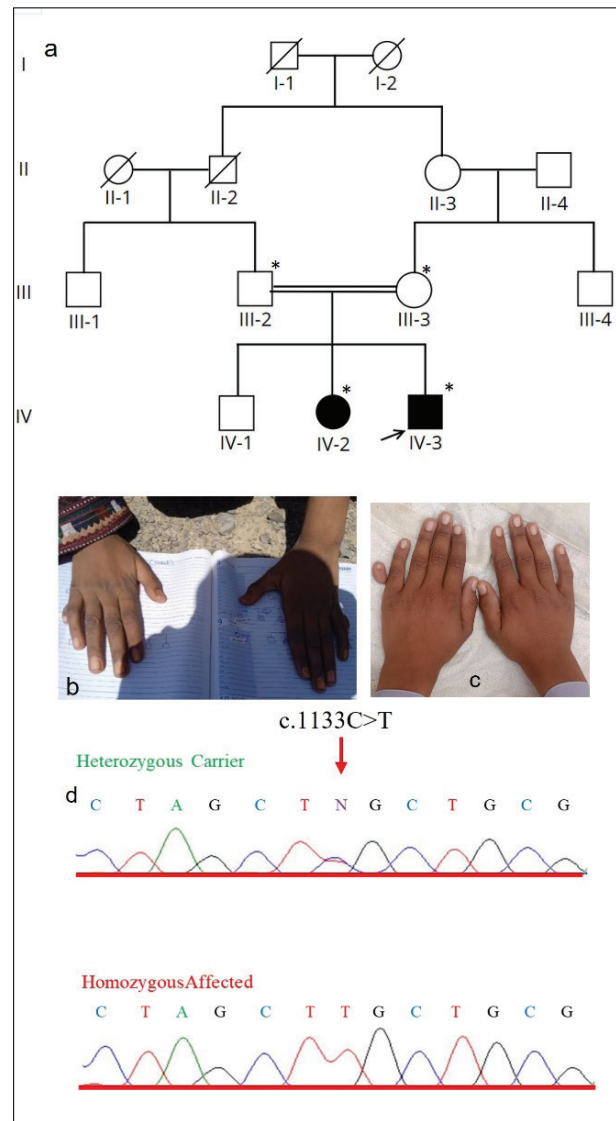 a
I
I-1 I-2
II
II-1 II-2 II-3 II-4
* *
III
III-1 III-2 III-3 III-4
* *
IV
IV-1 IV-2 IV-3
b c
c.1133C>T
Heterozygous Carrier
d
C T A G C T N G C T G C G
HomozygousAffected
C T A G C T T G C T G C G